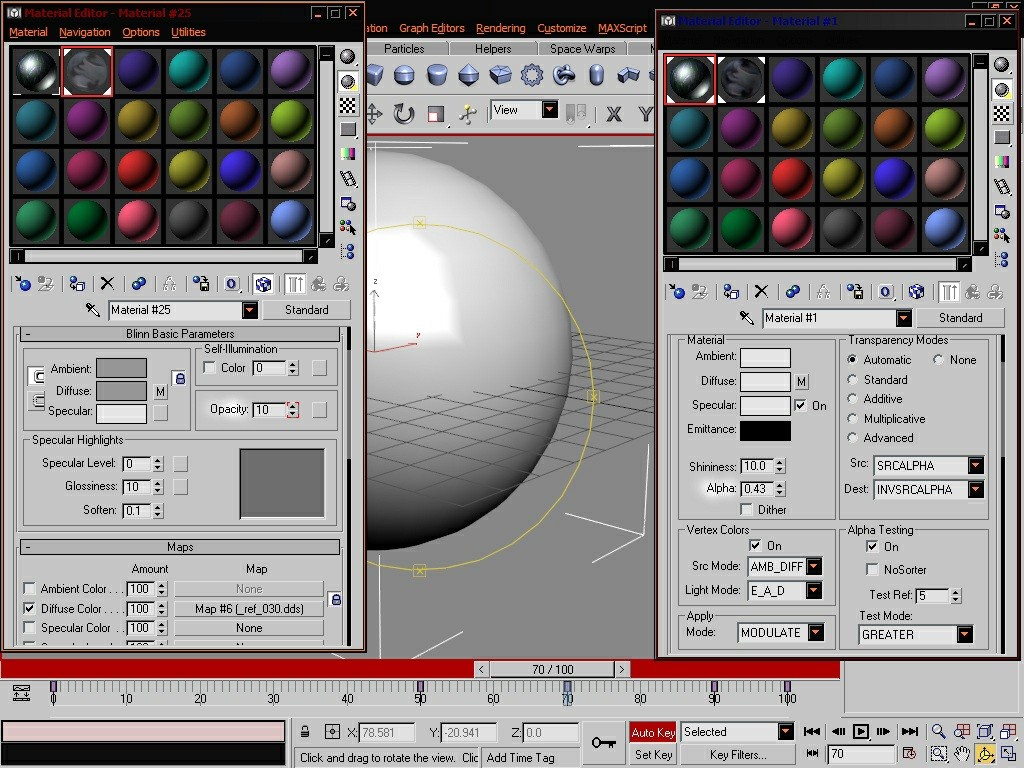 Material Editor - Material #25
Material Navigation Options Utilities
ation Graph Editors Rendering Customize MAXScript
Particles Helpers Space Warps
View X Y
z
y
Material #25 Standard
Blinn Basic Parameters
Self-Illumination
Ambient: Color 0
Diffuse: M
Specular: Opacity: 10
Specular Highlights
Specular Level: 0
Glossiness: 10
Soften: 0.1
Maps
Amount Map
Ambient Color . . . 100 None
Diffuse Color . . . 100 Map #6 (_ref_030.dds)
Specular Color . . 100 None
Material Editor - Material #1
Material #1 Standard
Material Transparency Modes
Ambient: Automatic None
Diffuse: M Standard
Specular: On Additive
Emittance: Multiplicative
Advanced
Shininess: 10.0 Src: SRCALPHA
Alpha: 0.43 Dest: INVSRCALPHA
Dither
Vertex Colors Alpha Testing
On On
Src Mode: AMB_DIFF NoSorter
Light Mode: E_A_D Test Ref: 5
Apply Test Mode:
Mode: MODULATE GREATER
< 70 / 100 >
0 10 20 30 40 50 60 70 80 90 100
X: 78.581 Y: -20.941 Z: 0.0 Auto Key Selected
Click and drag to rotate the view. Clic Add Time Tag Set Key Key Filters... 70